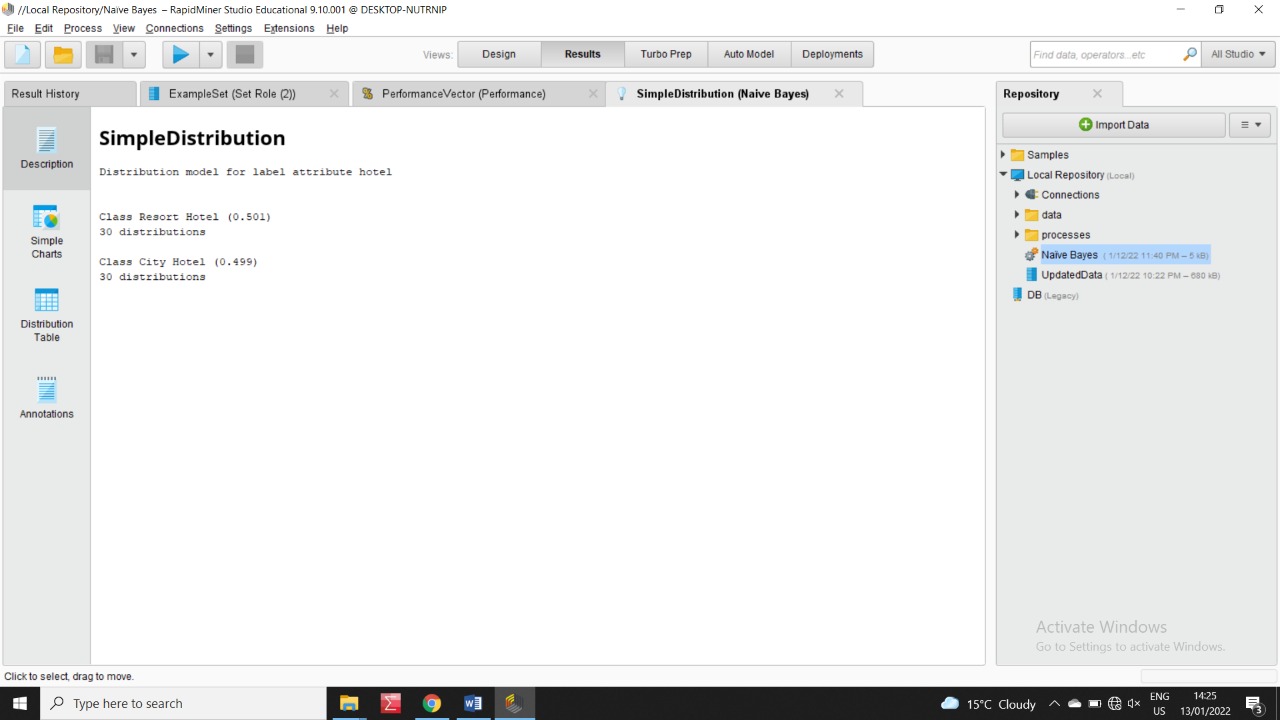 //Local Repository/Naïve Bayes – RapidMiner Studio Educational 9.10.001 @ DESKTOP-NUTRNIP
File Edit Process View Connections Settings Extensions Help
Views: Design Results Turbo Prep Auto Model Deployments Find data, operators...etc All Studio
Result History ExampleSet (Set Role (2)) PerformanceVector (Performance) SimpleDistribution (Naive Bayes)
Description
Simple
Charts
Distribution
Table
Annotations
SimpleDistribution
Distribution model for label attribute hotel
Class Resort Hotel (0.501)
30 distributions
Class City Hotel (0.499)
30 distributions
Repository
Import Data
Samples
Local Repository (Local)
Connections
data
processes
Naïve Bayes ( 1/12/22 11:40 PM – 5 kB)
UpdatedData ( 1/12/22 10:22 PM – 680 kB)
DB (Legacy)
Activate Windows
Go to Settings to activate Windows.
Click to select, drag to move.
Type here to search
15°C Cloudy
ENG
US
14:25
13/01/2022
3